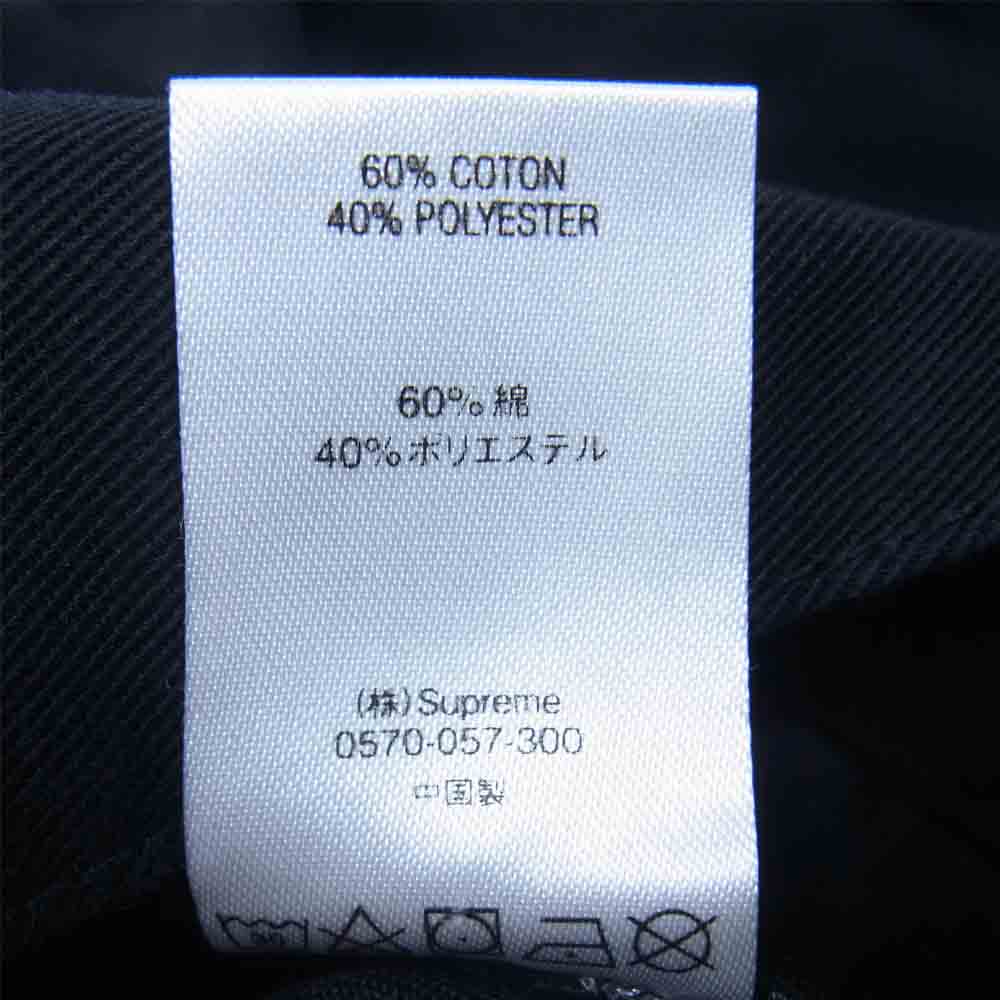 60% COTON
40% POLYESTER
60%綿
40%ポリエステル
(株)Supreme
0570-057-300
中国製